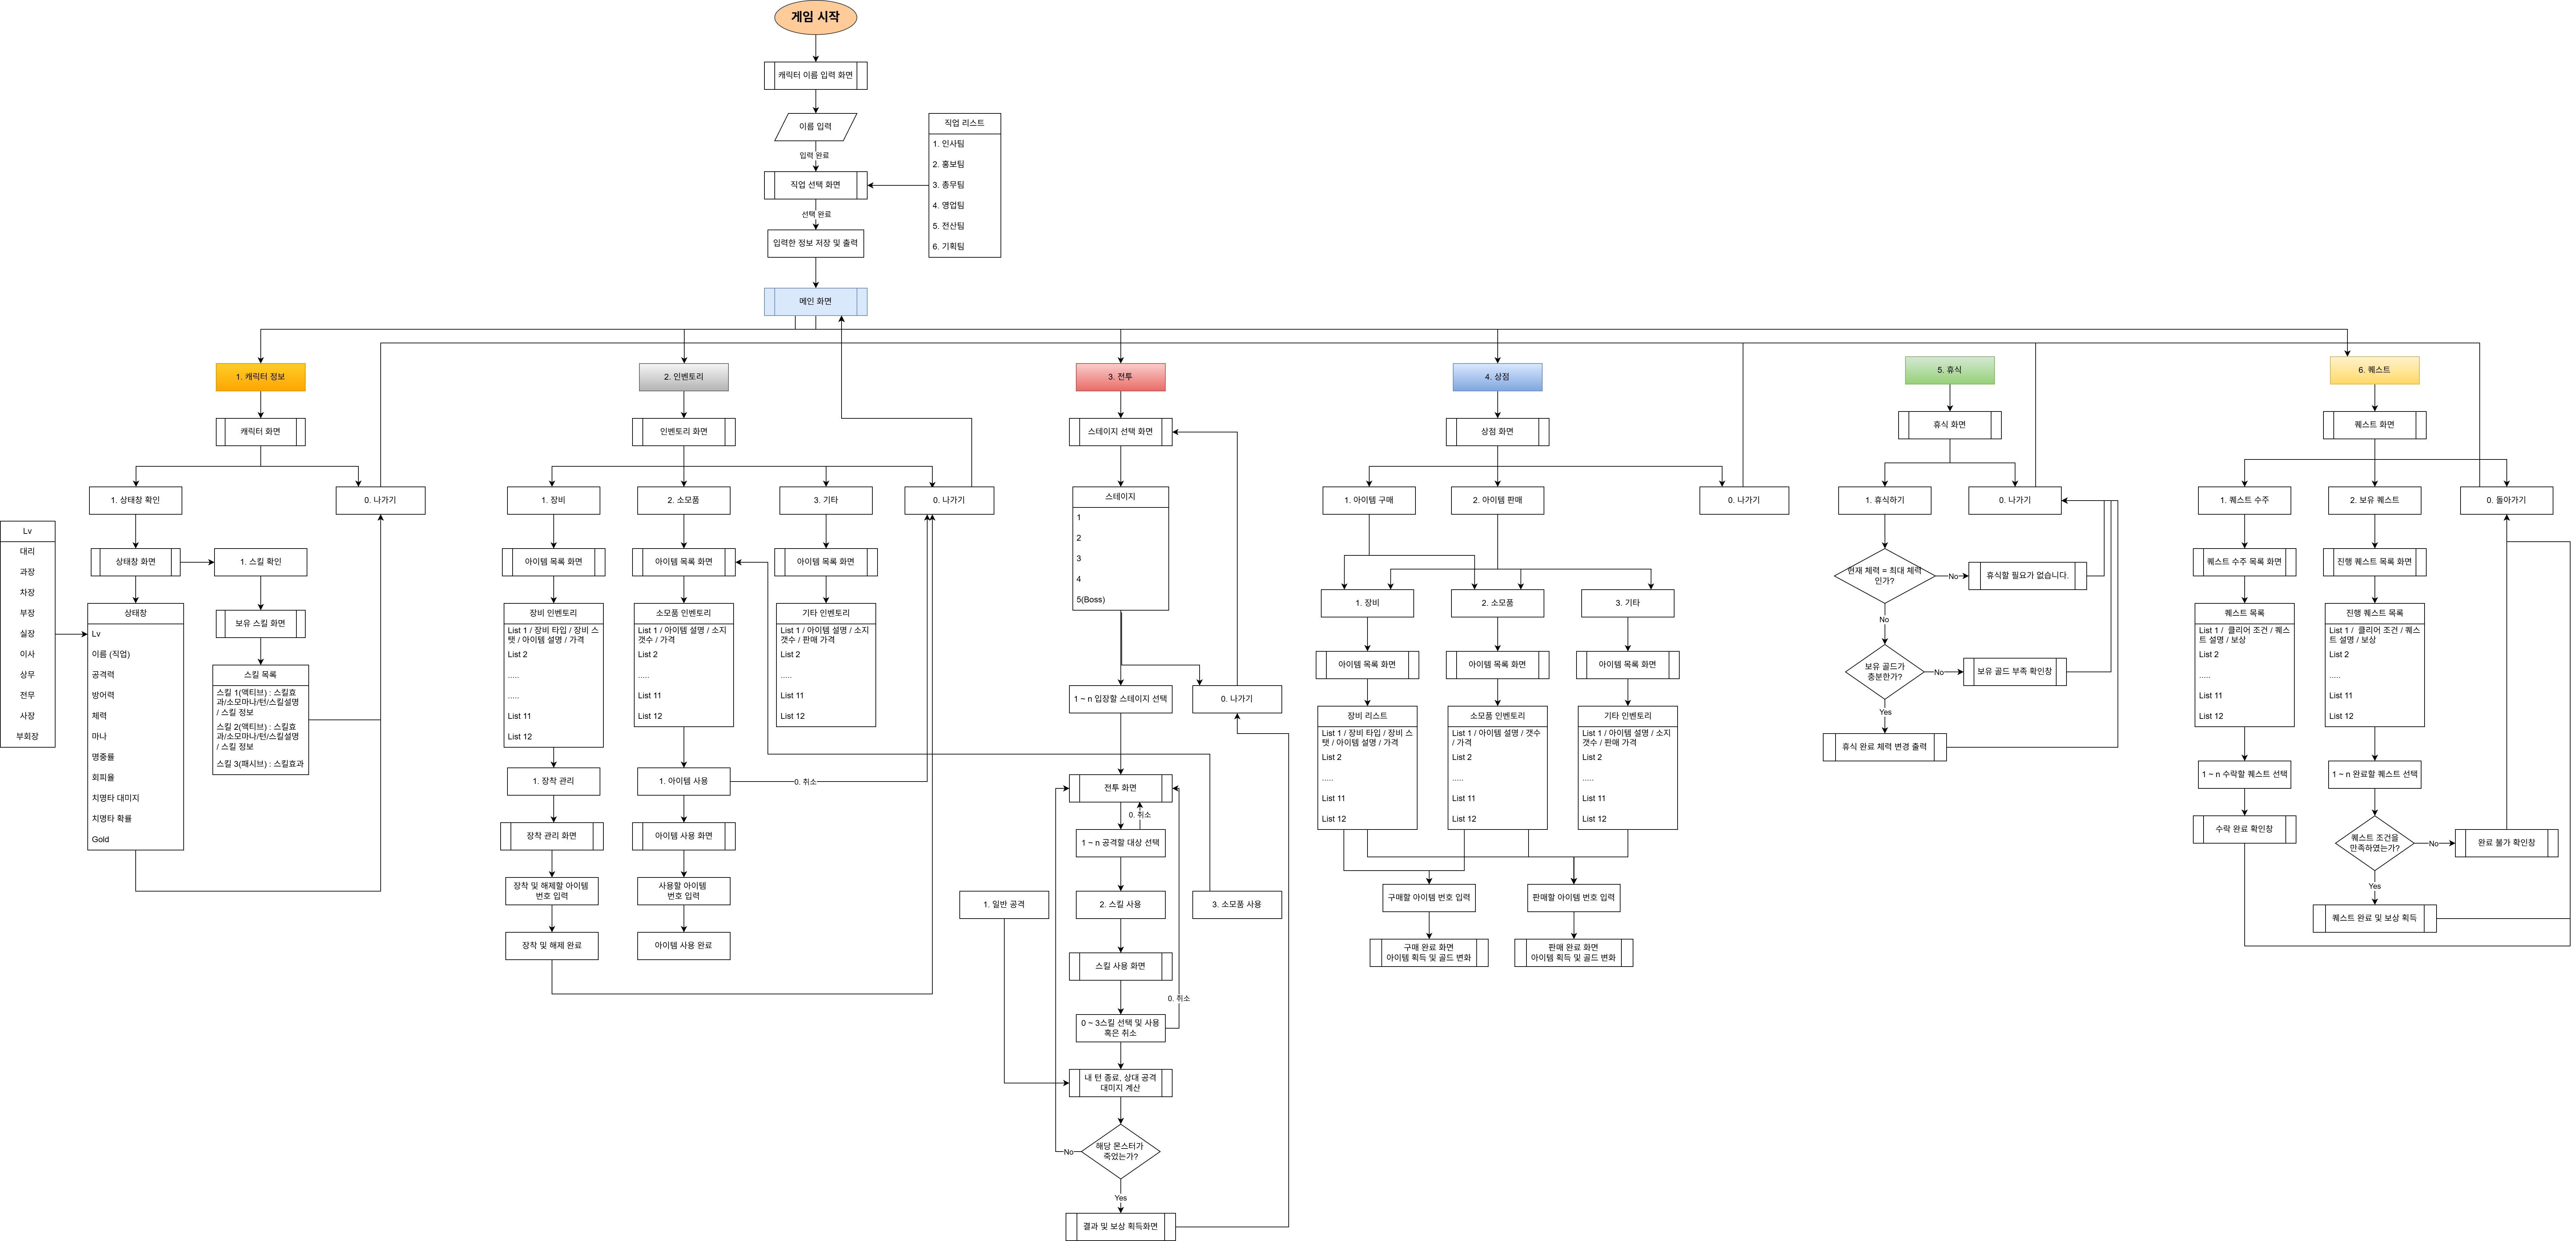 게임 시작
캐릭터 이름 입력 화면
이름 입력
입력 완료
직업 선택 화면
선택 완료
입력한 정보 저장 및 출력
메인 화면
직업 리스트
1. 인사팀
2. 홍보팀
3. 총무팀
4. 영업팀
5. 전산팀
6. 기획팀
1. 캐릭터 정보
캐릭터 화면
1. 상태창 확인
0. 나가기
상태창 화면
1. 스킬 확인
보유 스킬 화면
Lv
대리
과장
차장
부장
실장
이사
상무
전무
사장
부회장
상태창
Lv
이름 (직업)
공격력
방어력
체력
마나
명중률
회피율
치명타 대미지
치명타 확률
Gold
스킬 목록
스킬 1(액티브) : 스킬효
과/소모마나/턴/스킬설명
/ 스킬 정보
스킬 2(액티브) : 스킬효
과/소모마나/턴/스킬설명
/ 스킬 정보
스킬 3(패시브) : 스킬효과
2. 인벤토리
인벤토리 화면
1. 장비
2. 소모품
3. 기타
0. 나가기
아이템 목록 화면
아이템 목록 화면
아이템 목록 화면
장비 인벤토리
List 1 / 장비 타입 / 장비 스
탯 / 아이템 설명 / 가격
List 2
.....
.....
List 11
List 12
소모품 인벤토리
List 1 / 아이템 설명 / 소지
갯수 / 가격
List 2
.....
List 11
List 12
기타 인벤토리
List 1 / 아이템 설명 / 소지
갯수 / 판매 가격
List 2
.....
List 11
List 12
1. 장착 관리
장착 관리 화면
장착 및 해제할 아이템
번호 입력
장착 및 해제 완료
1. 아이템 사용
0. 취소
아이템 사용 화면
사용할 아이템
번호 입력
아이템 사용 완료
3. 전투
스테이지 선택 화면
스테이지
1
2
3
4
5(Boss)
1 ~ n 입장할 스테이지 선택
0. 나가기
전투 화면
0. 취소
1 ~ n 공격할 대상 선택
1. 일반 공격
2. 스킬 사용
3. 소모품 사용
스킬 사용 화면
0. 취소
0 ~ 3스킬 선택 및 사용
혹은 취소
내 턴 종료, 상대 공격
대미지 계산
해당 몬스터가
죽었는가?
No
Yes
결과 및 보상 획득화면
4. 상점
상점 화면
1. 아이템 구매
2. 아이템 판매
0. 나가기
1. 장비
2. 소모품
3. 기타
아이템 목록 화면
아이템 목록 화면
아이템 목록 화면
장비 리스트
List 1 / 장비 타입 / 장비 스
탯 / 아이템 설명 / 가격
List 2
.....
List 11
List 12
소모품 인벤토리
List 1 / 아이템 설명 / 갯수
/ 가격
List 2
.....
List 11
List 12
기타 인벤토리
List 1 / 아이템 설명 / 소지
갯수 / 판매 가격
List 2
.....
List 11
List 12
구매할 아이템 번호 입력
판매할 아이템 번호 입력
구매 완료 화면
아이템 획득 및 골드 변화
판매 완료 화면
아이템 획득 및 골드 변화
5. 휴식
휴식 화면
1. 휴식하기
0. 나가기
현재 체력 = 최대 체력
인가?
No
휴식할 필요가 없습니다.
No
보유 골드가
충분한가?
No
보유 골드 부족 확인창
Yes
휴식 완료 체력 변경 출력
6. 퀘스트
퀘스트 화면
1. 퀘스트 수주
2. 보유 퀘스트
0. 돌아가기
퀘스트 수주 목록 화면
진행 퀘스트 목록 화면
퀘스트 목록
List 1 / 클리어 조건 / 퀘스
트 설명 / 보상
List 2
.....
List 11
List 12
진행 퀘스트 목록
List 1 / 클리어 조건 / 퀘스
트 설명 / 보상
List 2
.....
List 11
List 12
1 ~ n 수락할 퀘스트 선택
1 ~ n 완료할 퀘스트 선택
수락 완료 확인창
퀘스트 조건을
만족하였는가?
No
완료 불가 확인창
Yes
퀘스트 완료 및 보상 획득